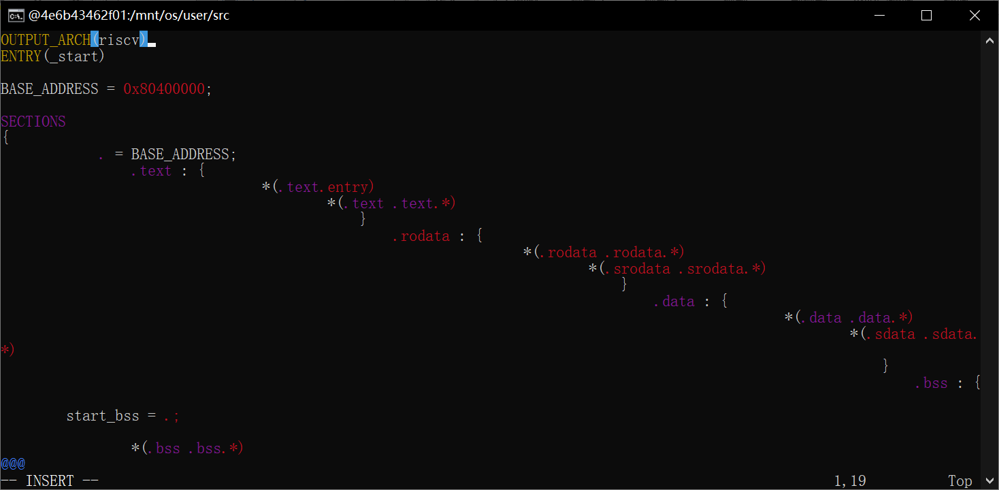 @4e6b43462f01:/mnt/os/user/src
OUTPUT_ARCH(riscv)
ENTRY(_start)
BASE_ADDRESS = 0x80400000;
SECTIONS
{
. = BASE_ADDRESS;
.text : {
*(.text.entry)
*(.text .text.*)
}
.rodata : {
*(.rodata .rodata.*)
*(.srodata .srodata.*)
}
.data : {
*(.data .data.*)
*(.sdata .sdata.
*)
}
.bss : {
start_bss = .;
*(.bss .bss.*)
@@@
-- INSERT --    1,19    Top